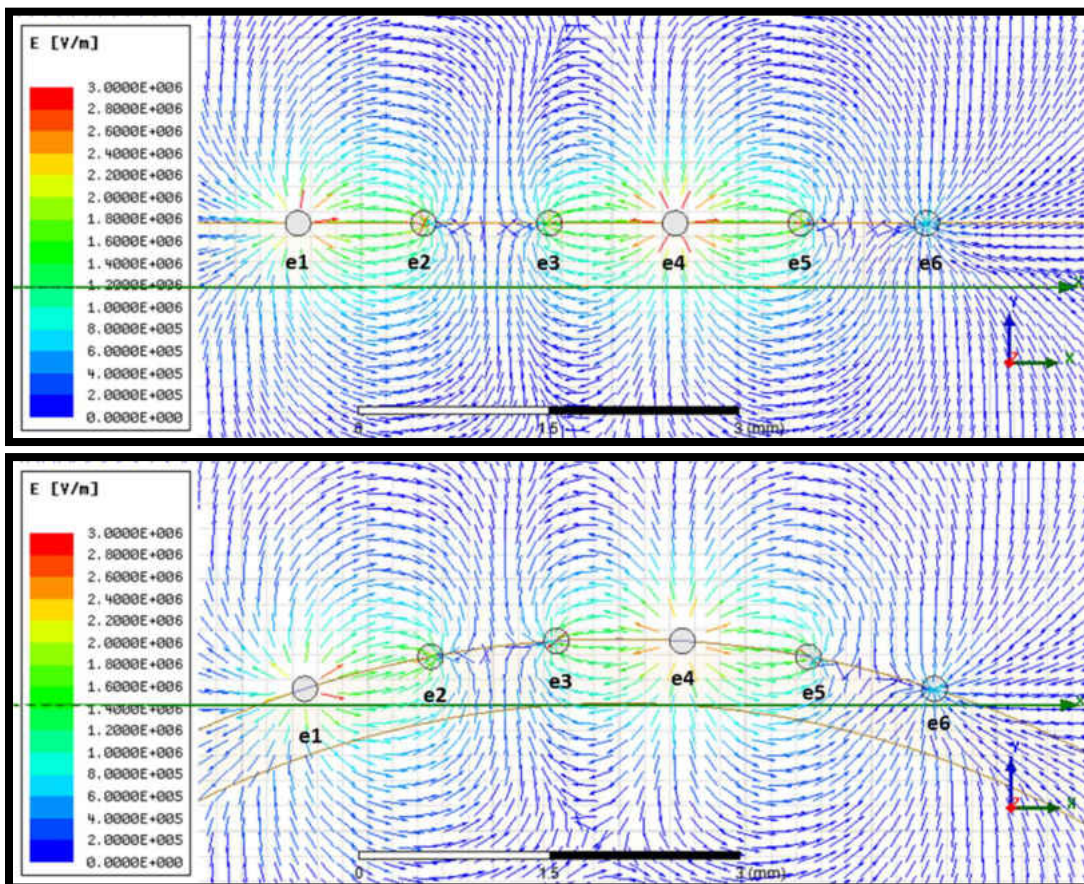 E [V/m]
3.0000E+006
2.8000E+006
2.6000E+006
2.4000E+006
2.2000E+006
2.0000E+006
1.8000E+006
1.6000E+006
1.4000E+006
1.2000E+006
1.0000E+006
8.0000E+005
6.0000E+005
4.0000E+005
2.0000E+005
0.0000E+000
e1 e2 e3 e4 e5 e6
X
Y
Z X
0 1.5 3 (mm)
E [V/m]
3.0000E+006
2.8000E+006
2.6000E+006
2.4000E+006
2.2000E+006
2.0000E+006
1.8000E+006
1.6000E+006
1.4000E+006
1.2000E+006
1.0000E+006
8.0000E+005
6.0000E+005
4.0000E+005
2.0000E+005
0.0000E+000
e1 e2 e3 e4 e5 e6
X
Y
Z X
0 1.5 3 (mm)